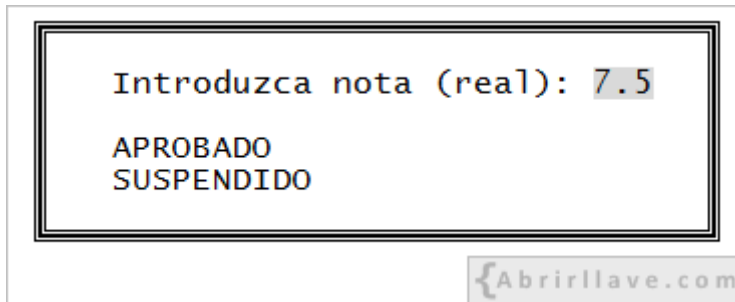 Introduzca nota (real): 7.5
APROBADO
SUSPENDIDO
{Abrirllave.com